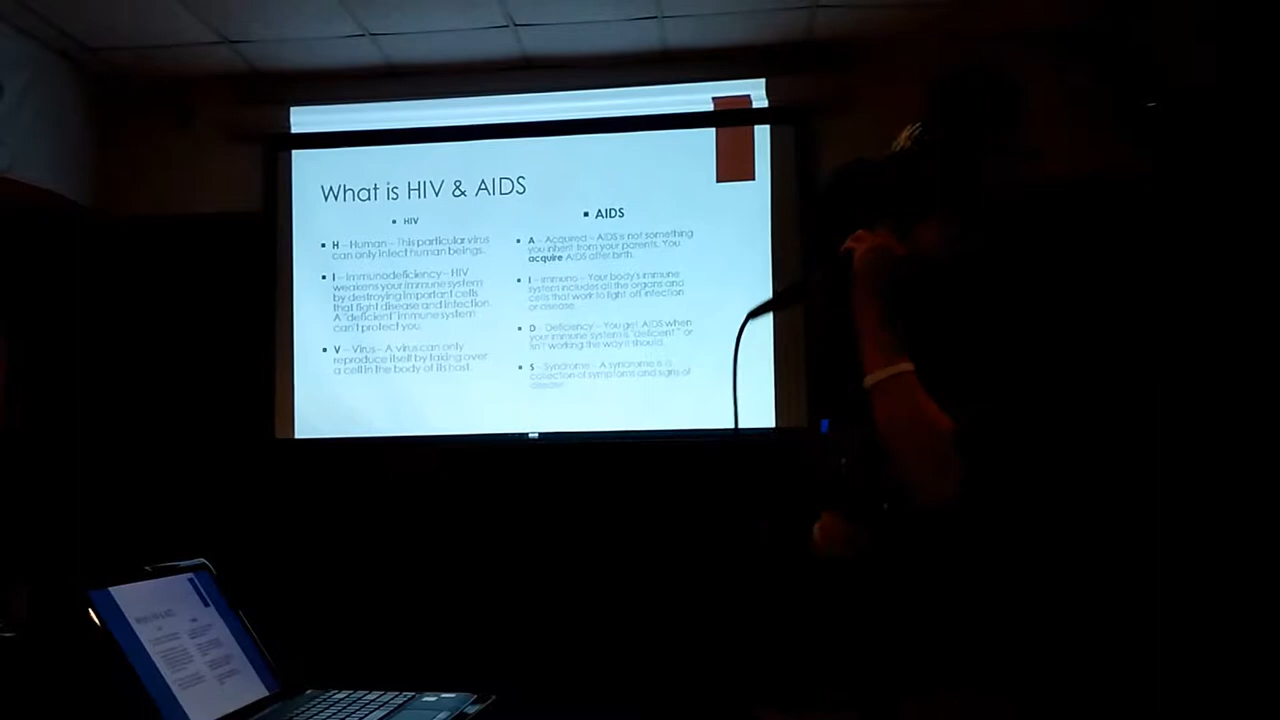 What is HIV & AIDS
▪ HIV
▪ H – Human – This particular virus
can only infect human beings.
▪ I – Immunodeficiency – HIV
weakens your immune system
by destroying important cells
that fight disease and infection.
A "deficient" immune system
can't protect you.
▪ V – Virus – A virus can only
reproduce itself by taking over
a cell in the body of its host.
▪ AIDS
▪ A – Acquired – AIDS is not something
you inherit from your parents. You
acquire AIDS after birth.
▪ I – Immuno – Your body's immune
system includes all the organs and
cells that work to fight off infection
or disease.
▪ D – Deficiency – You get AIDS when
your immune system is "deficient," or
isn't working the way it should.
▪ S – Syndrome – A syndrome is a
collection of symptoms and signs of
disease.